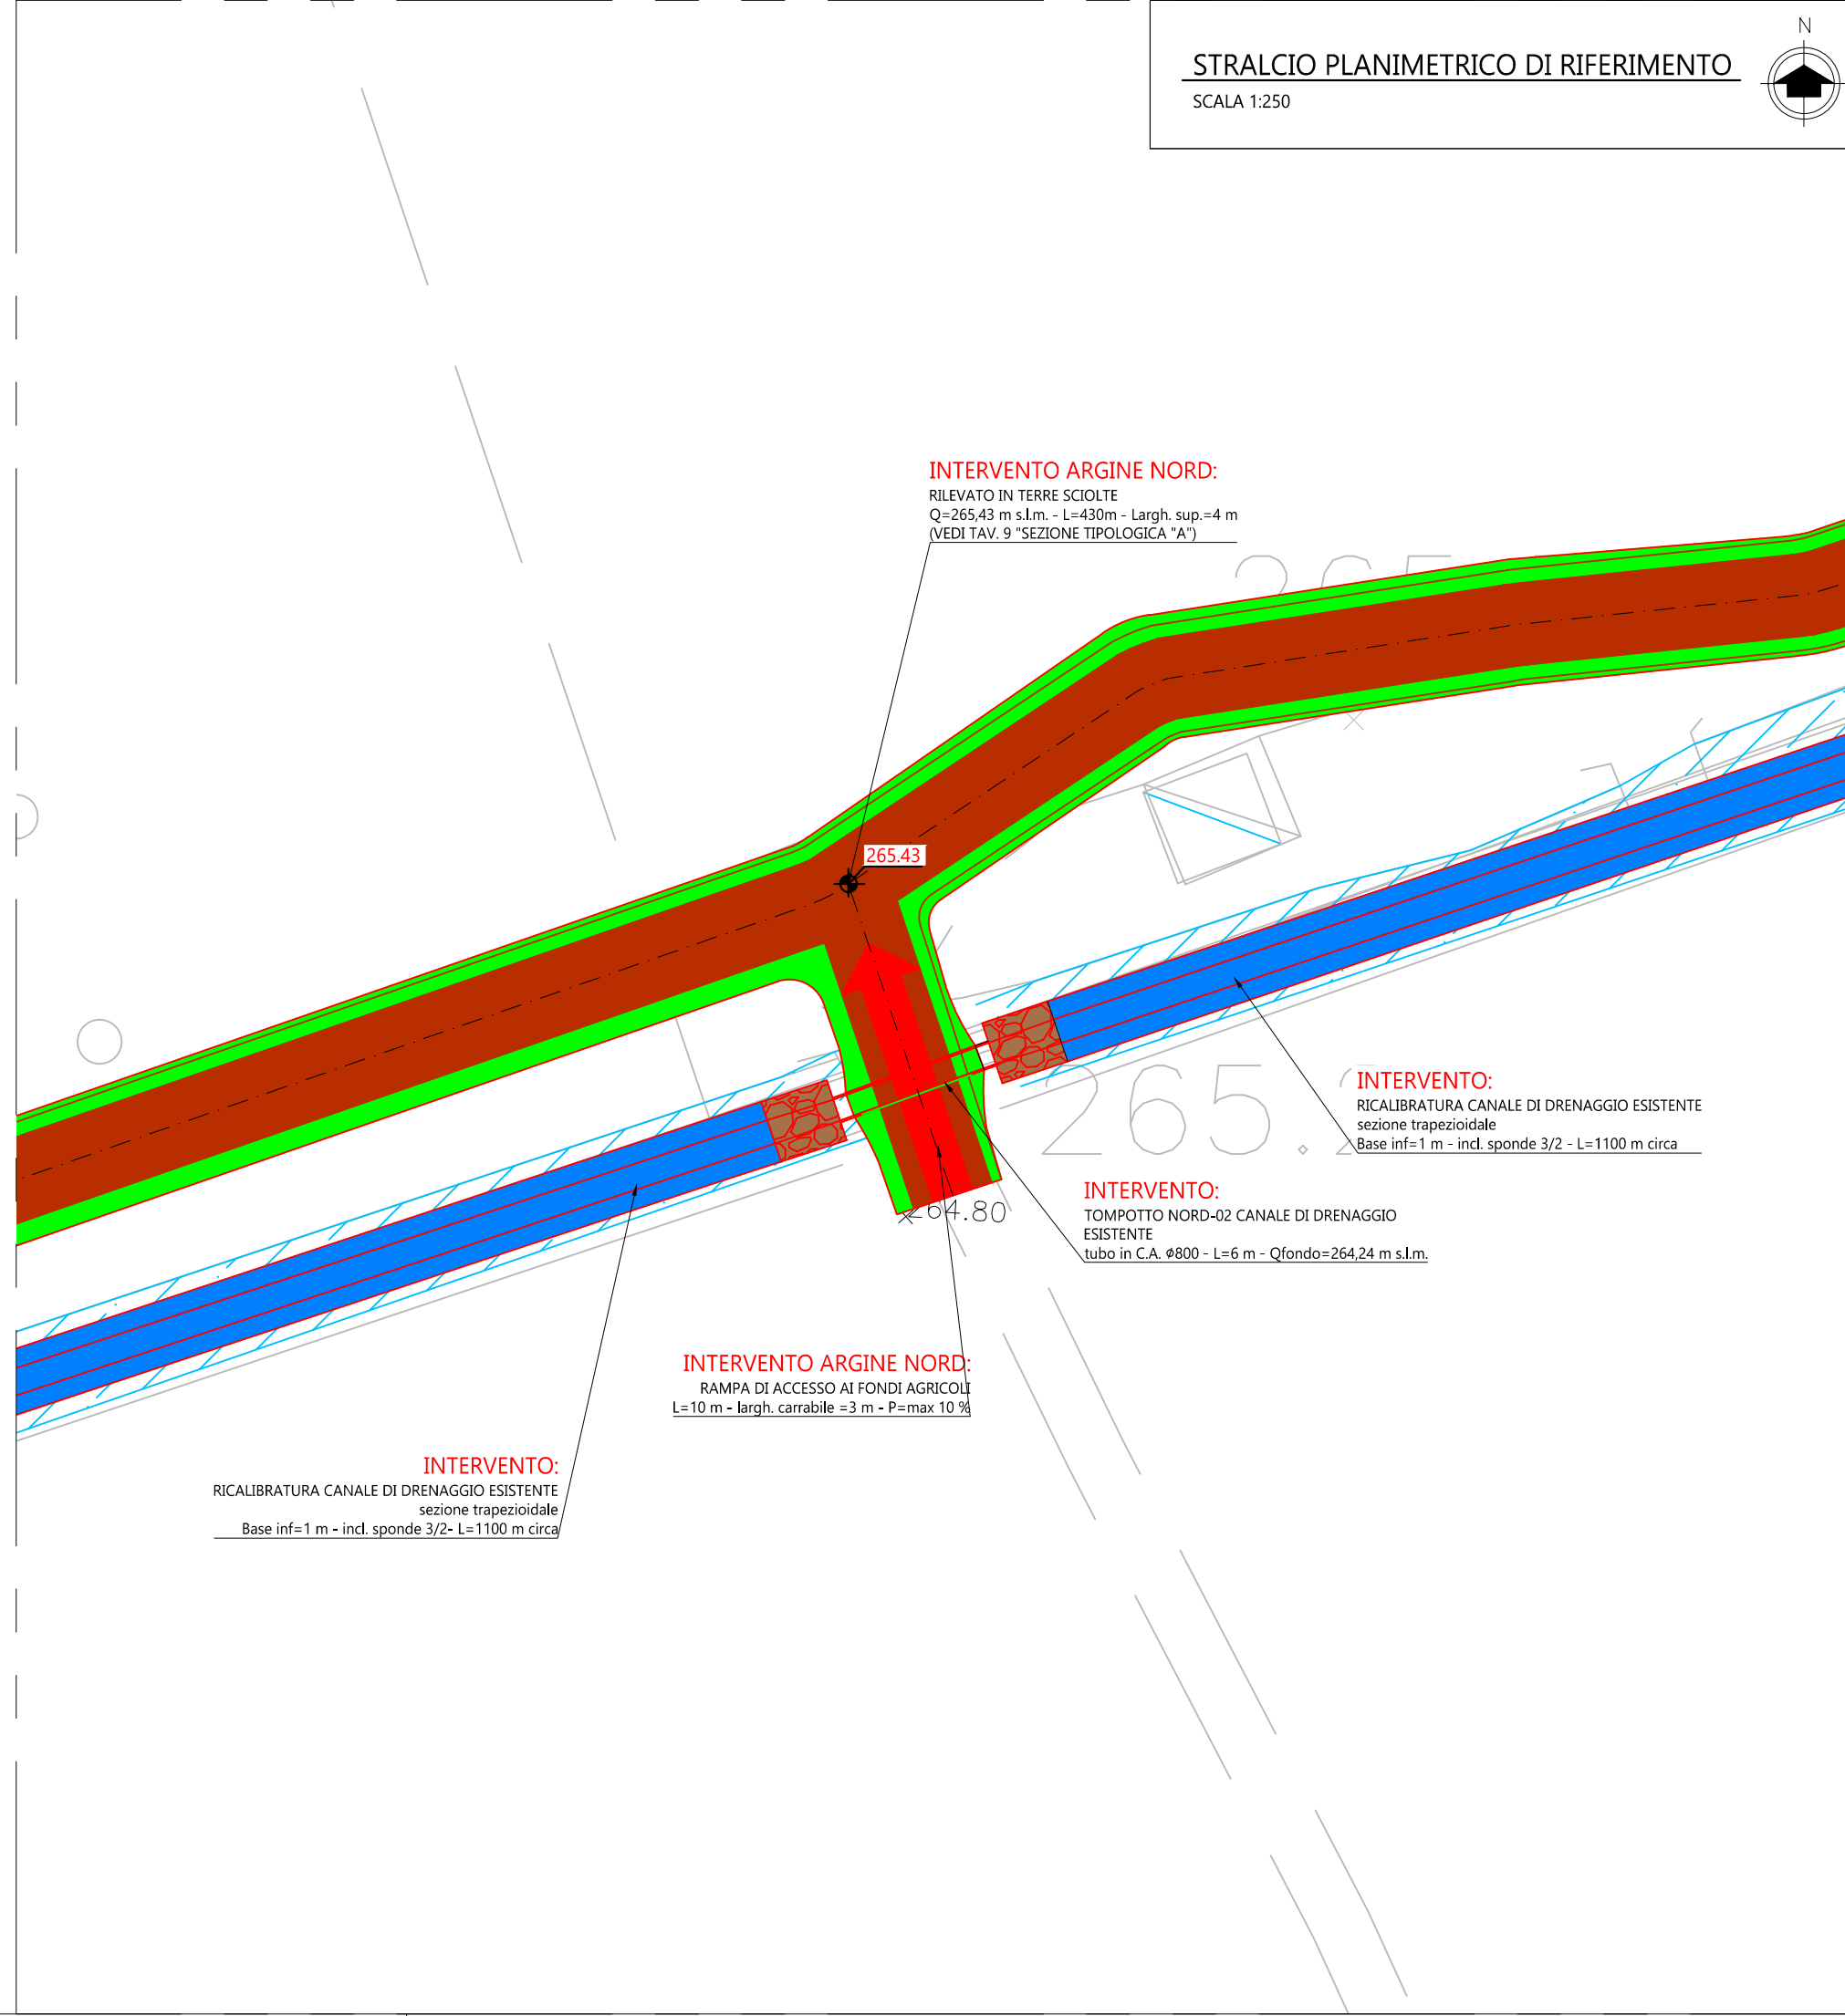 STRALCIO PLANIMETRICO DI RIFERIMENTO
SCALA 1:250
N
INTERVENTO ARGINE NORD:
RILEVATO IN TERRE SCIOLTE
Q=265,43 m s.l.m. - L=430m - Largh. sup.=4 m
(VEDI TAV. 9 "SEZIONE TIPOLOGICA "A")
265.43
INTERVENTO:
RICALIBRATURA CANALE DI DRENAGGIO ESISTENTE
sezione trapezioidale
Base inf=1 m - incl. sponde 3/2 - L=1100 m circa
INTERVENTO:
TOMPOTTO NORD-02 CANALE DI DRENAGGIO
ESISTENTE
tubo in C.A. ø800 - L=6 m - Qfondo=264,24 m s.l.m.
64.80
INTERVENTO ARGINE NORD:
RAMPA DI ACCESSO AI FONDI AGRICOLI
L=10 m - largh. carrabile =3 m - P=max 10 %
INTERVENTO:
RICALIBRATURA CANALE DI DRENAGGIO ESISTENTE
sezione trapezioidale
Base inf=1 m - incl. sponde 3/2- L=1100 m circa